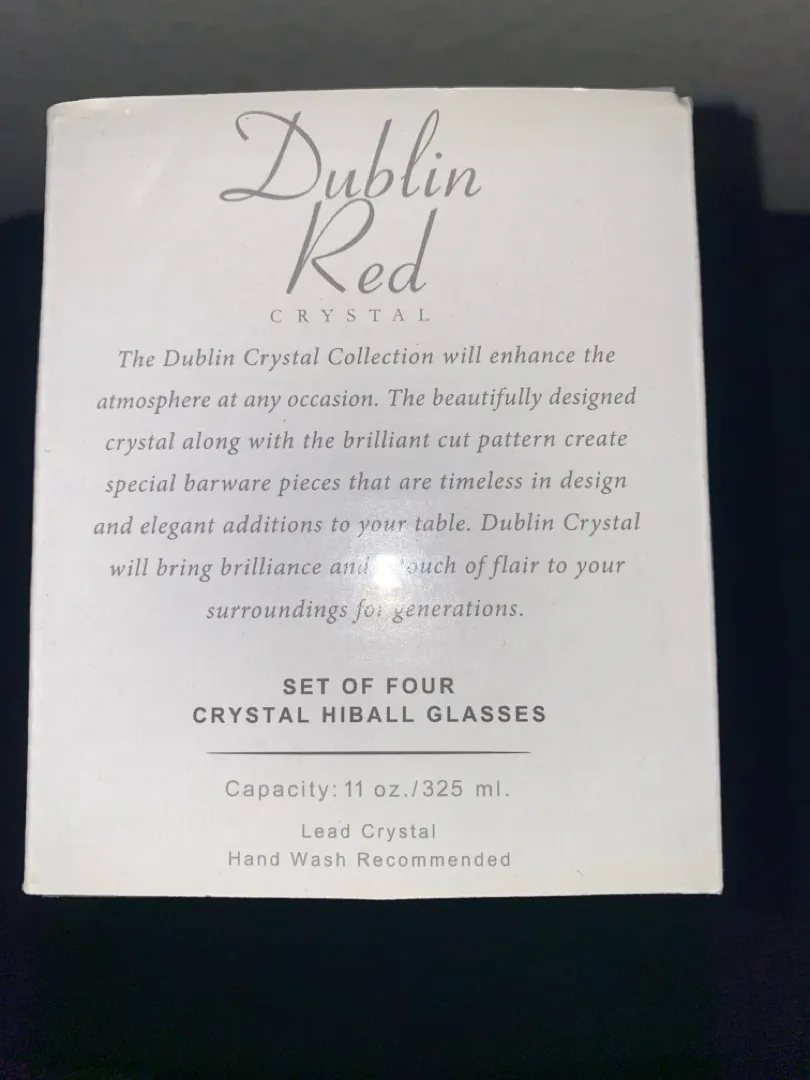 Dublin
Red
CRYSTAL
The Dublin Crystal Collection will enhance the
atmosphere at any occasion. The beautifully designed
crystal along with the brilliant cut pattern create
special barware pieces that are timeless in design
and elegant additions to your table. Dublin Crystal
will bring brilliance and touch of flair to your
surroundings for generations.
SET OF FOUR
CRYSTAL HIBALL GLASSES
Capacity: 11 oz./325 ml.
Lead Crystal
Hand Wash Recommended